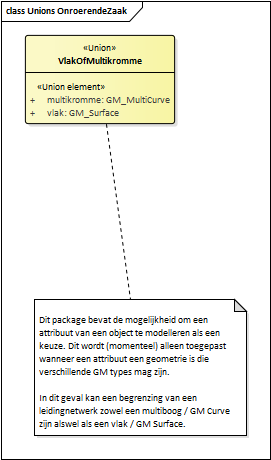 class Unions OnroerendeZaak
«Union»
VlakOfMultikromme
«Union element»
+ multikromme: GM_MultiCurve
+ vlak: GM_Surface
Dit package bevat de mogelijkheid om een
attribuut van een object te modelleren als een
keuze. Dit wordt (momenteel) alleen toegepast
wanneer een attribuut een geometrie is die
verschillende GM types mag zijn.
In dit geval kan een begrenzing van een
leidingnetwerk zowel een multiboog / GM Curve
zijn alswel als een vlak / GM Surface.